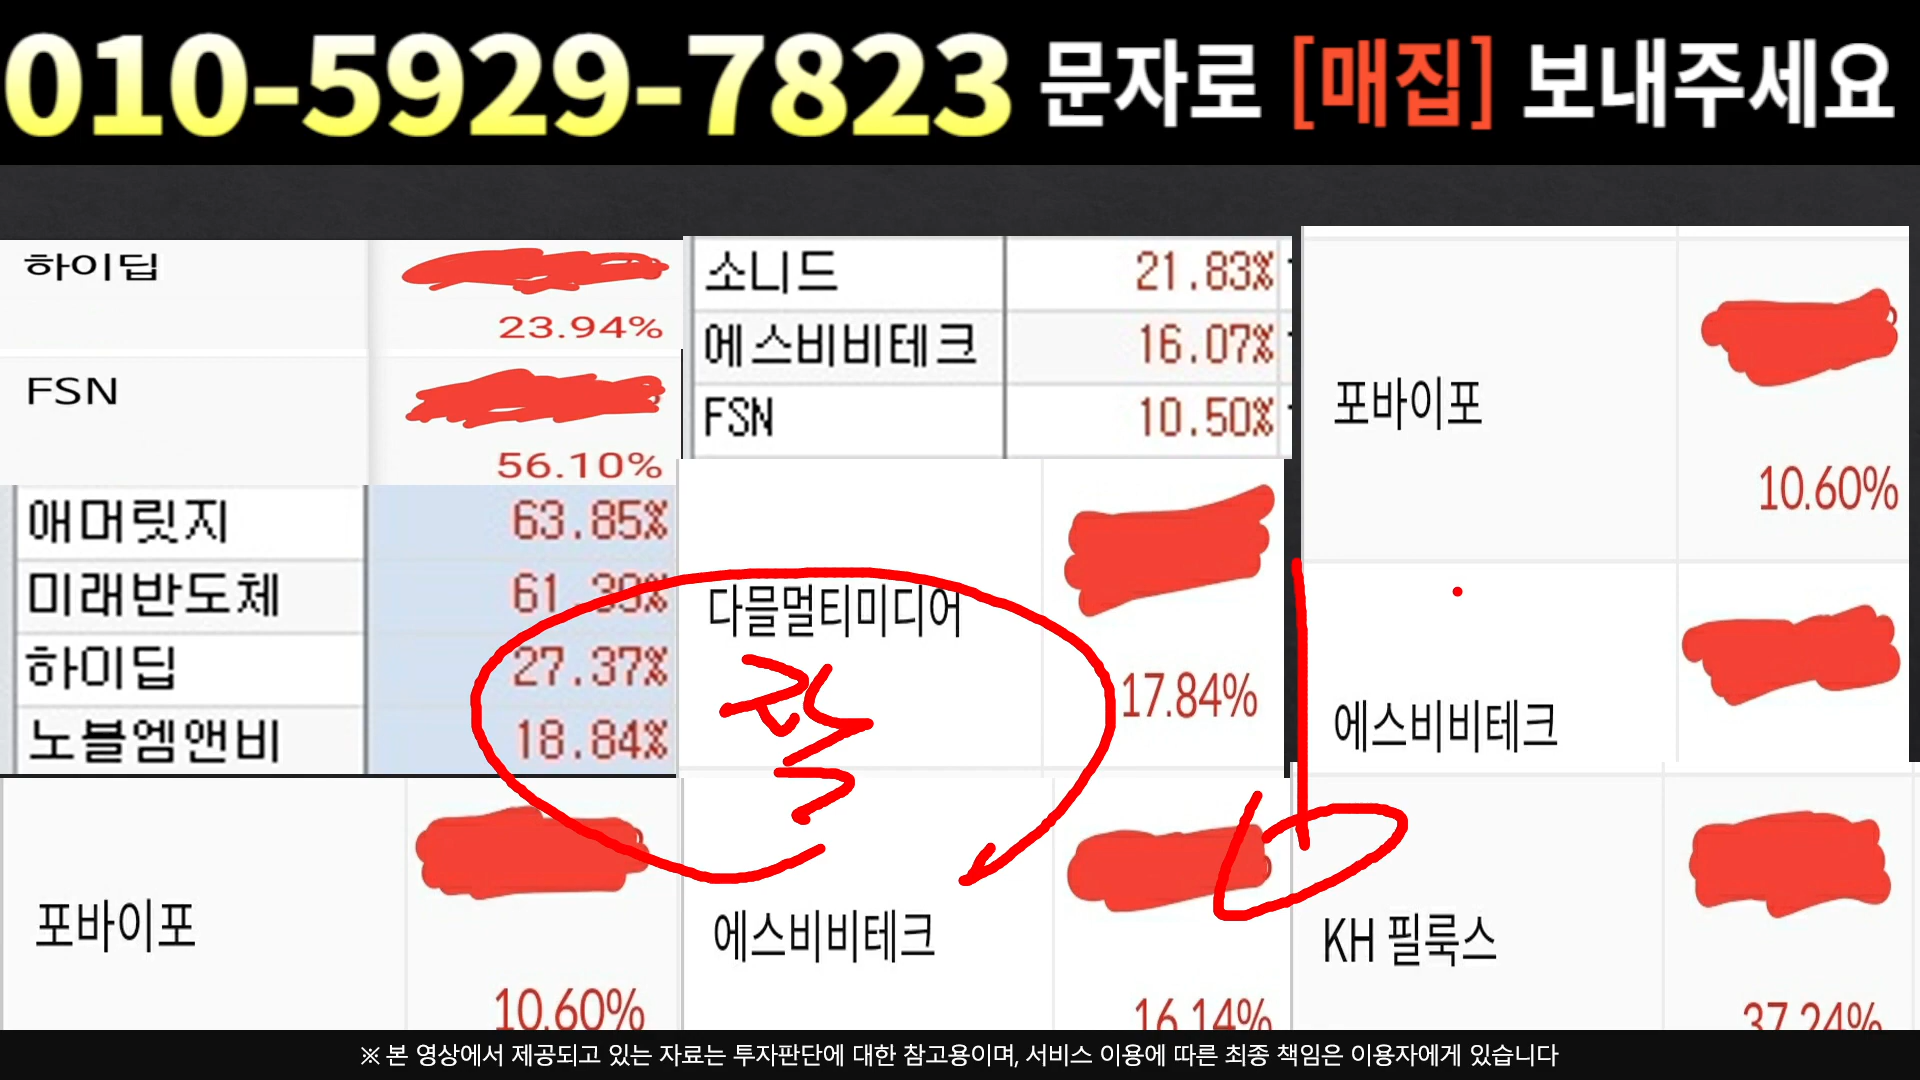 010-5929-7823 문자로 [매집] 보내주세요
하이딥
23.94%
FSN
56.10%
애머릿지 63.85%
미래반도체 61.39%
하이딥 27.37%
노블엠앤비 18.84%
소니드 21.83%
에스비비테크 16.07%
FSN 10.50%
다믈멀티미디어
17.84%
포바이포
10.60%
에스비비테크
포바이포
10.60%
에스비비테크
16.14%
KH 필룩스
37.24%
※ 본 영상에서 제공되고 있는 자료는 투자판단에 대한 참고용이며, 서비스 이용에 따른 최종 책임은 이용자에게 있습니다